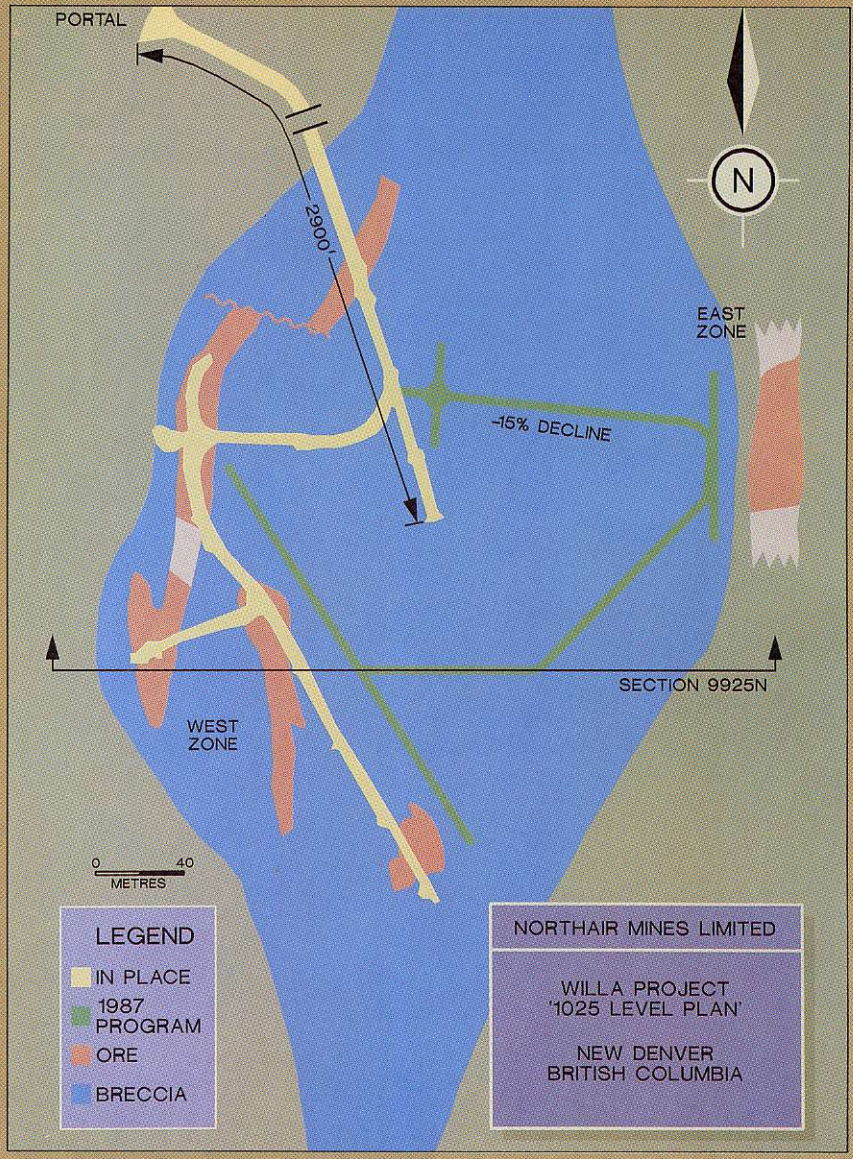 PORTAL
N
2900'
EAST
ZONE
-15% DECLINE
SECTION 9925N
WEST
ZONE
0 40
METRES
LEGEND
IN PLACE
1987
PROGRAM
ORE
BRECCIA
NORTHAIR MINES LIMITED
WILLA PROJECT
'1025 LEVEL PLAN'
NEW DENVER
BRITISH COLUMBIA